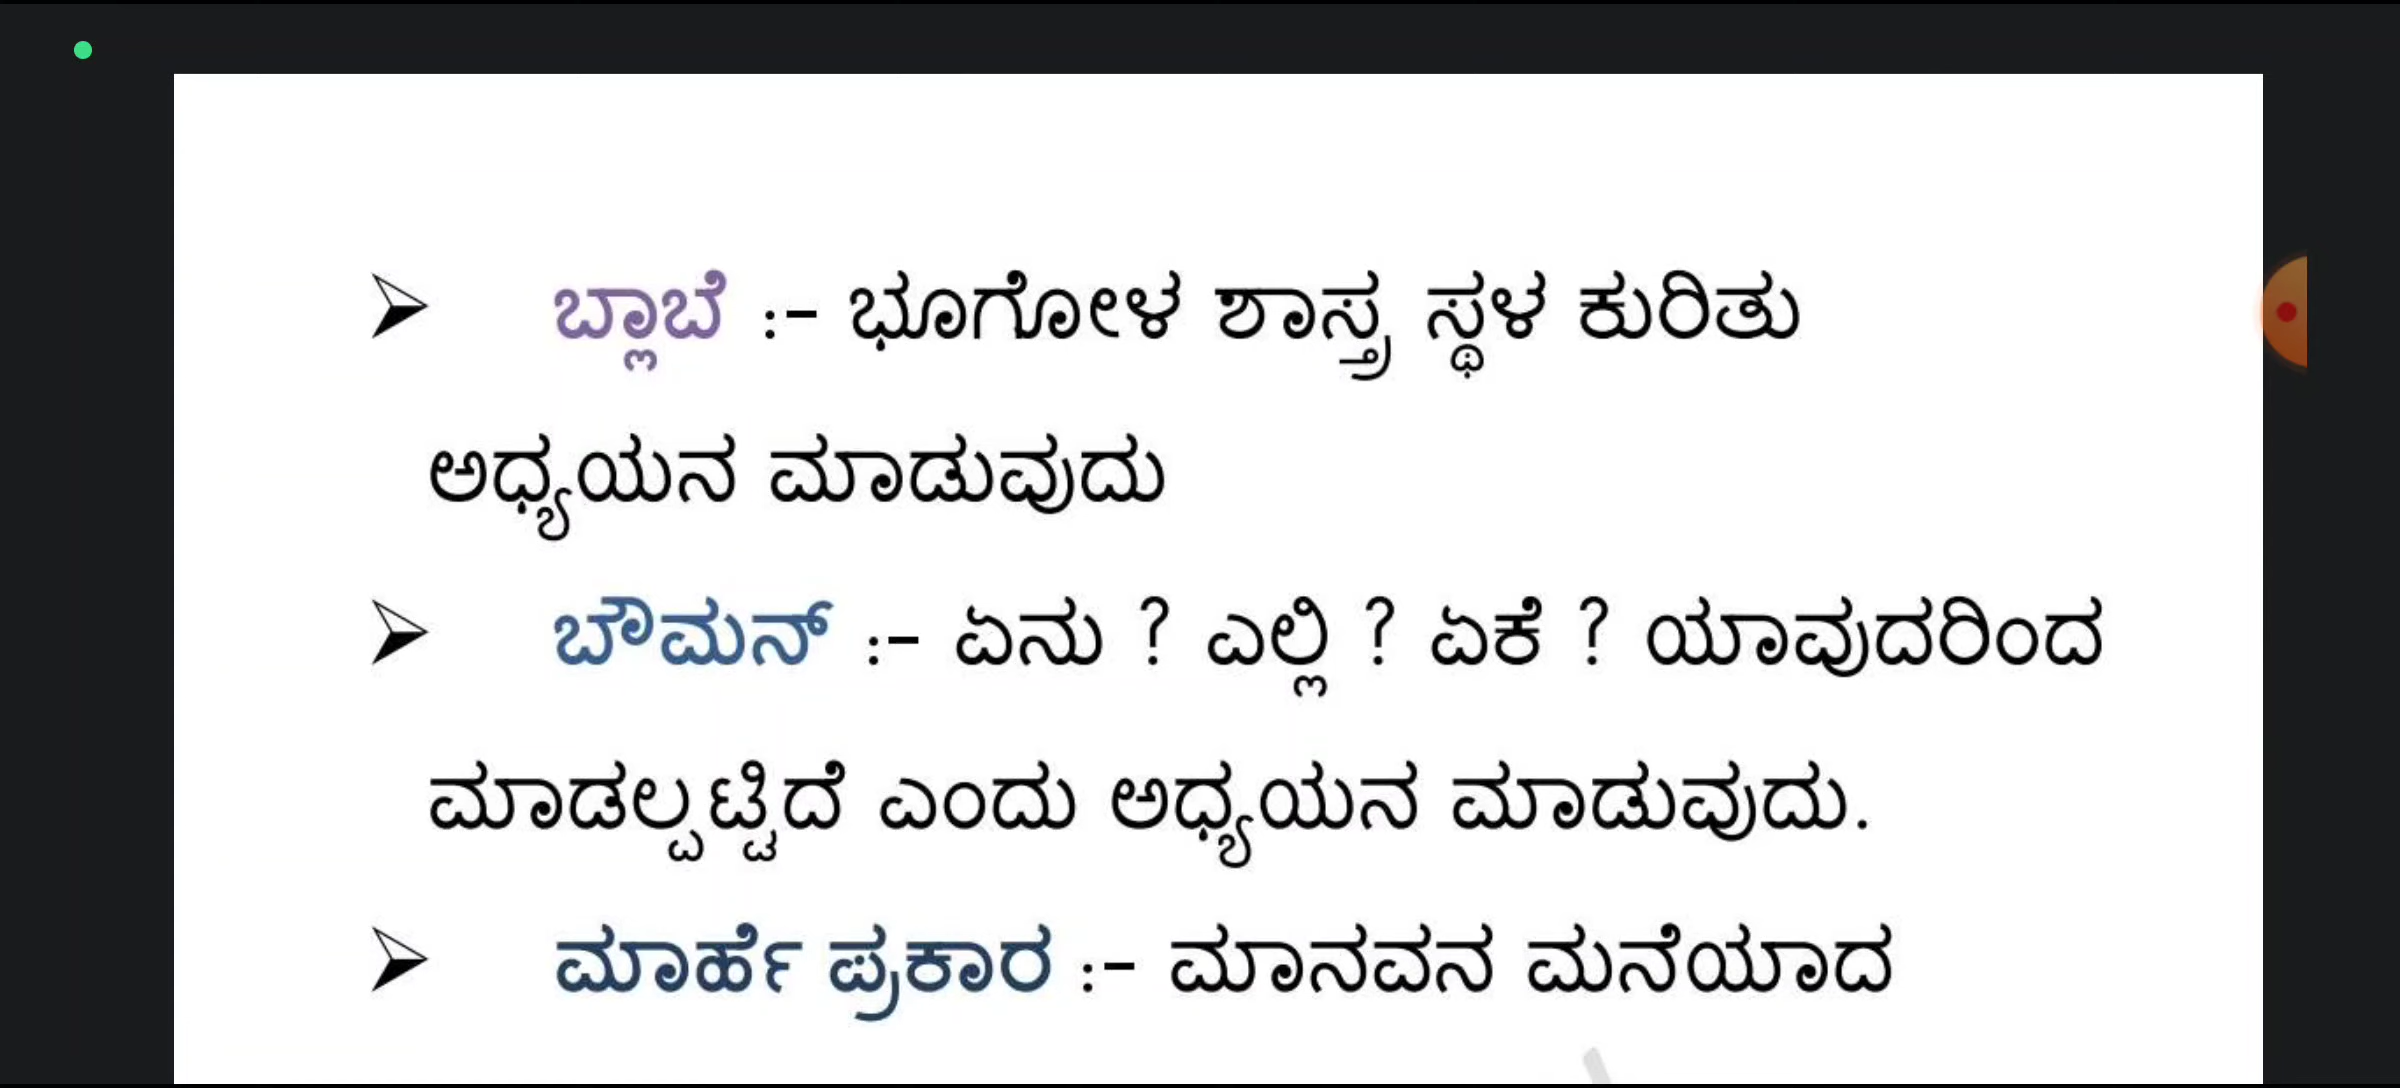 ➢ ಬ್ಲಾಬೆ :- ಭೂಗೋಳ ಶಾಸ್ತ್ರ ಸ್ಥಳ ಕುರಿತು
ಅಧ್ಯಯನ ಮಾಡುವುದು
➢ ಬೌಮನ್ :- ಏನು ? ಎಲ್ಲಿ ? ಏಕೆ ? ಯಾವುದರಿಂದ
ಮಾಡಲ್ಪಟ್ಟಿದೆ ಎಂದು ಅಧ್ಯಯನ ಮಾಡುವುದು.
➢ ಮಾರ್ಹೆ ಪ್ರಕಾರ :- ಮಾನವನ ಮನೆಯಾದ